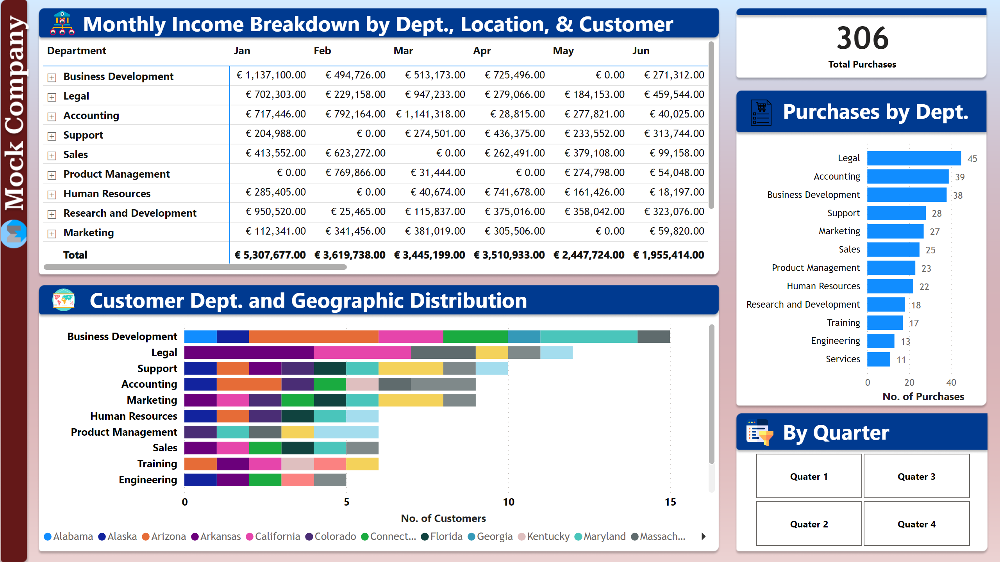 Mock Company
Monthly Income Breakdown by Dept., Location, & Customer
Department Jan Feb Mar Apr May Jun
Business Development € 1,137,100.00 € 494,726.00 € 513,173.00 € 725,496.00 € 0.00 € 271,312.00
Legal € 702,303.00 € 229,158.00 € 947,233.00 € 279,066.00 € 184,153.00 € 459,544.00
Accounting € 717,446.00 € 792,164.00 € 1,141,318.00 € 28,815.00 € 277,821.00 € 40,025.00
Support € 204,988.00 € 0.00 € 274,501.00 € 436,375.00 € 233,552.00 € 313,744.00
Sales € 413,552.00 € 623,272.00 € 0.00 € 262,491.00 € 379,108.00 € 99,158.00
Product Management € 0.00 € 769,866.00 € 31,444.00 € 0.00 € 274,798.00 € 54,048.00
Human Resources € 285,405.00 € 0.00 € 40,674.00 € 741,678.00 € 161,426.00 € 18,197.00
Research and Development € 950,520.00 € 25,465.00 € 115,837.00 € 375,016.00 € 358,042.00 € 323,076.00
Marketing € 112,341.00 € 341,456.00 € 381,019.00 € 305,506.00 € 0.00 € 59,820.00
Total € 5,307,677.00 € 3,619,738.00 € 3,445,199.00 € 3,510,933.00 € 2,447,724.00 € 1,955,414.00
Customer Dept. and Geographic Distribution
Business Development
Legal
Support
Accounting
Marketing
Human Resources
Product Management
Sales
Training
Engineering
0 5 10 15
No. of Customers
Alabama Alaska Arizona Arkansas California Colorado Connect... Florida Georgia Kentucky Maryland Massach...
306
Total Purchases
Purchases by Dept.
Legal 45
Accounting 39
Business Development 38
Support 28
Marketing 27
Sales 25
Product Management 23
Human Resources 22
Research and Development 18
Training 17
Engineering 13
Services 11
0 20 40
No. of Purchases
By Quarter
Quater 1 Quater 3
Quater 2 Quater 4